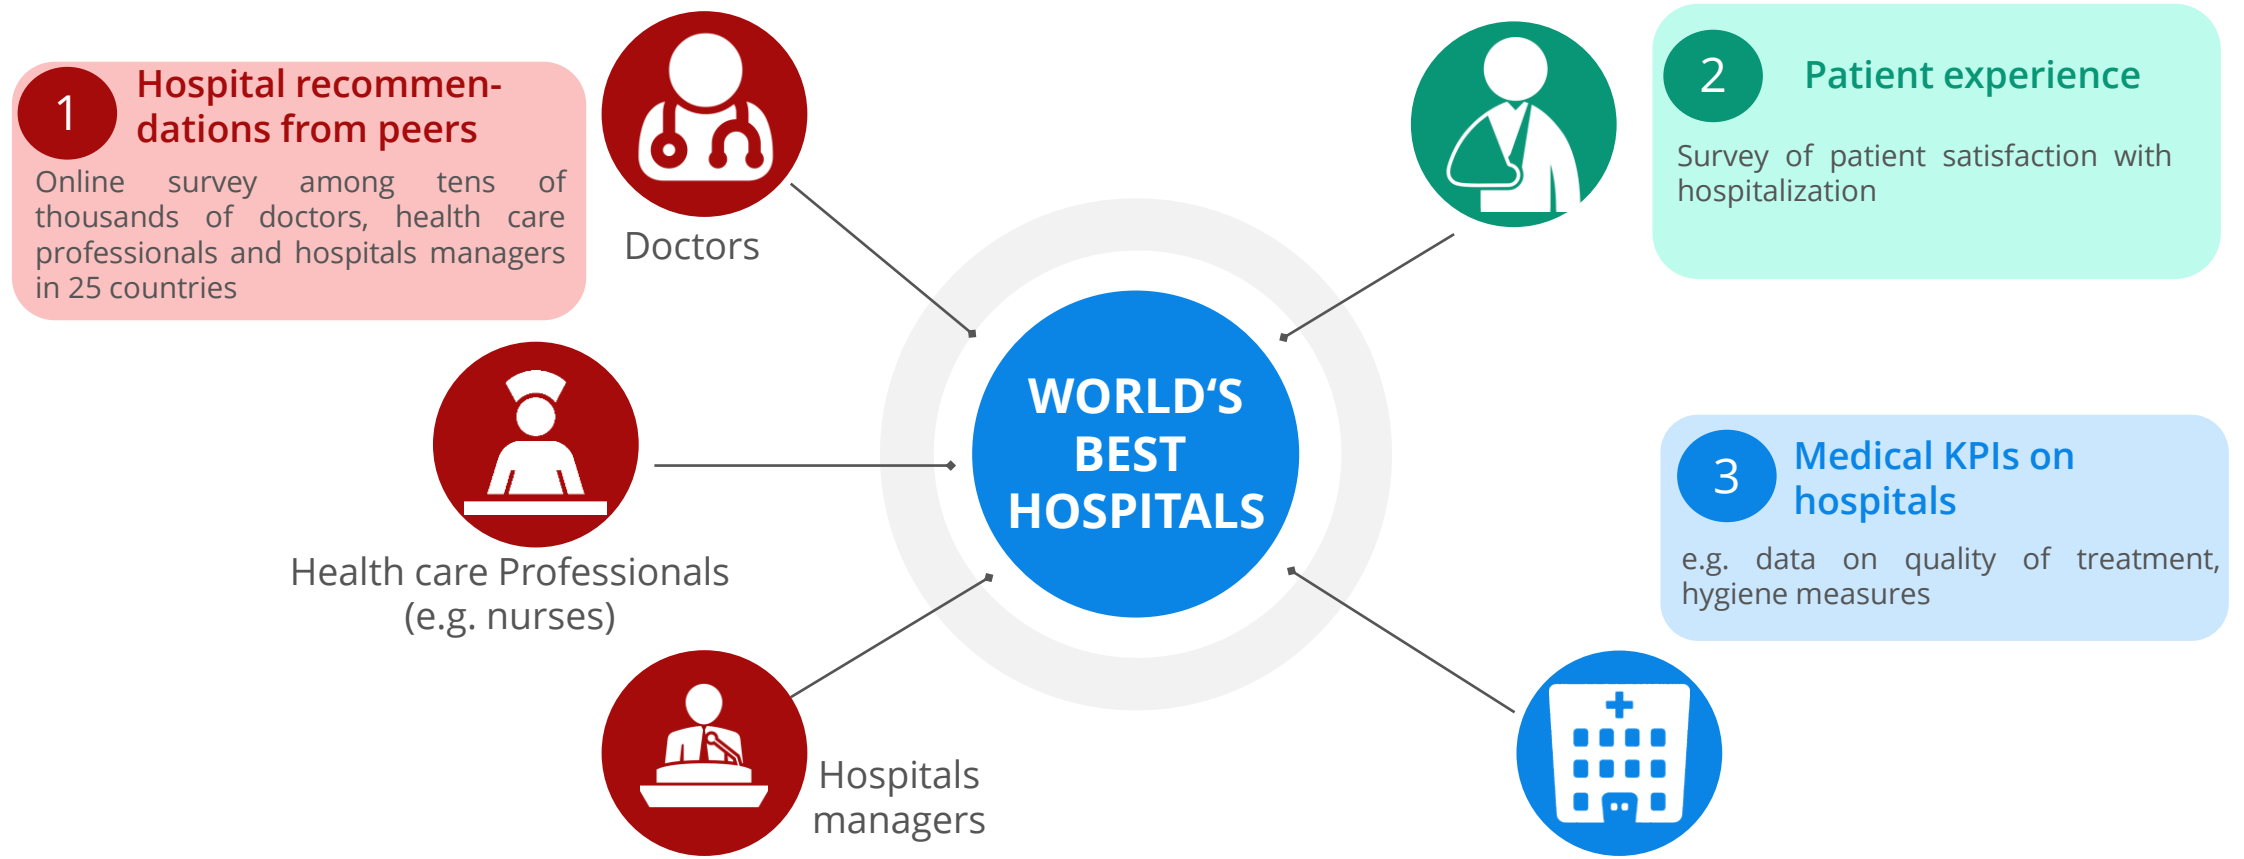 1
Hospital recommen-
dations from peers
Online survey among tens of
thousands of doctors, health care
professionals and hospitals managers
in 25 countries
Doctors
Health care Professionals
(e.g. nurses)
Hospitals
managers
WORLD‘S
BEST
HOSPITALS
2
Patient experience
Survey of patient satisfaction with
hospitalization
3
Medical KPIs on
hospitals
e.g. data on quality of treatment,
hygiene measures